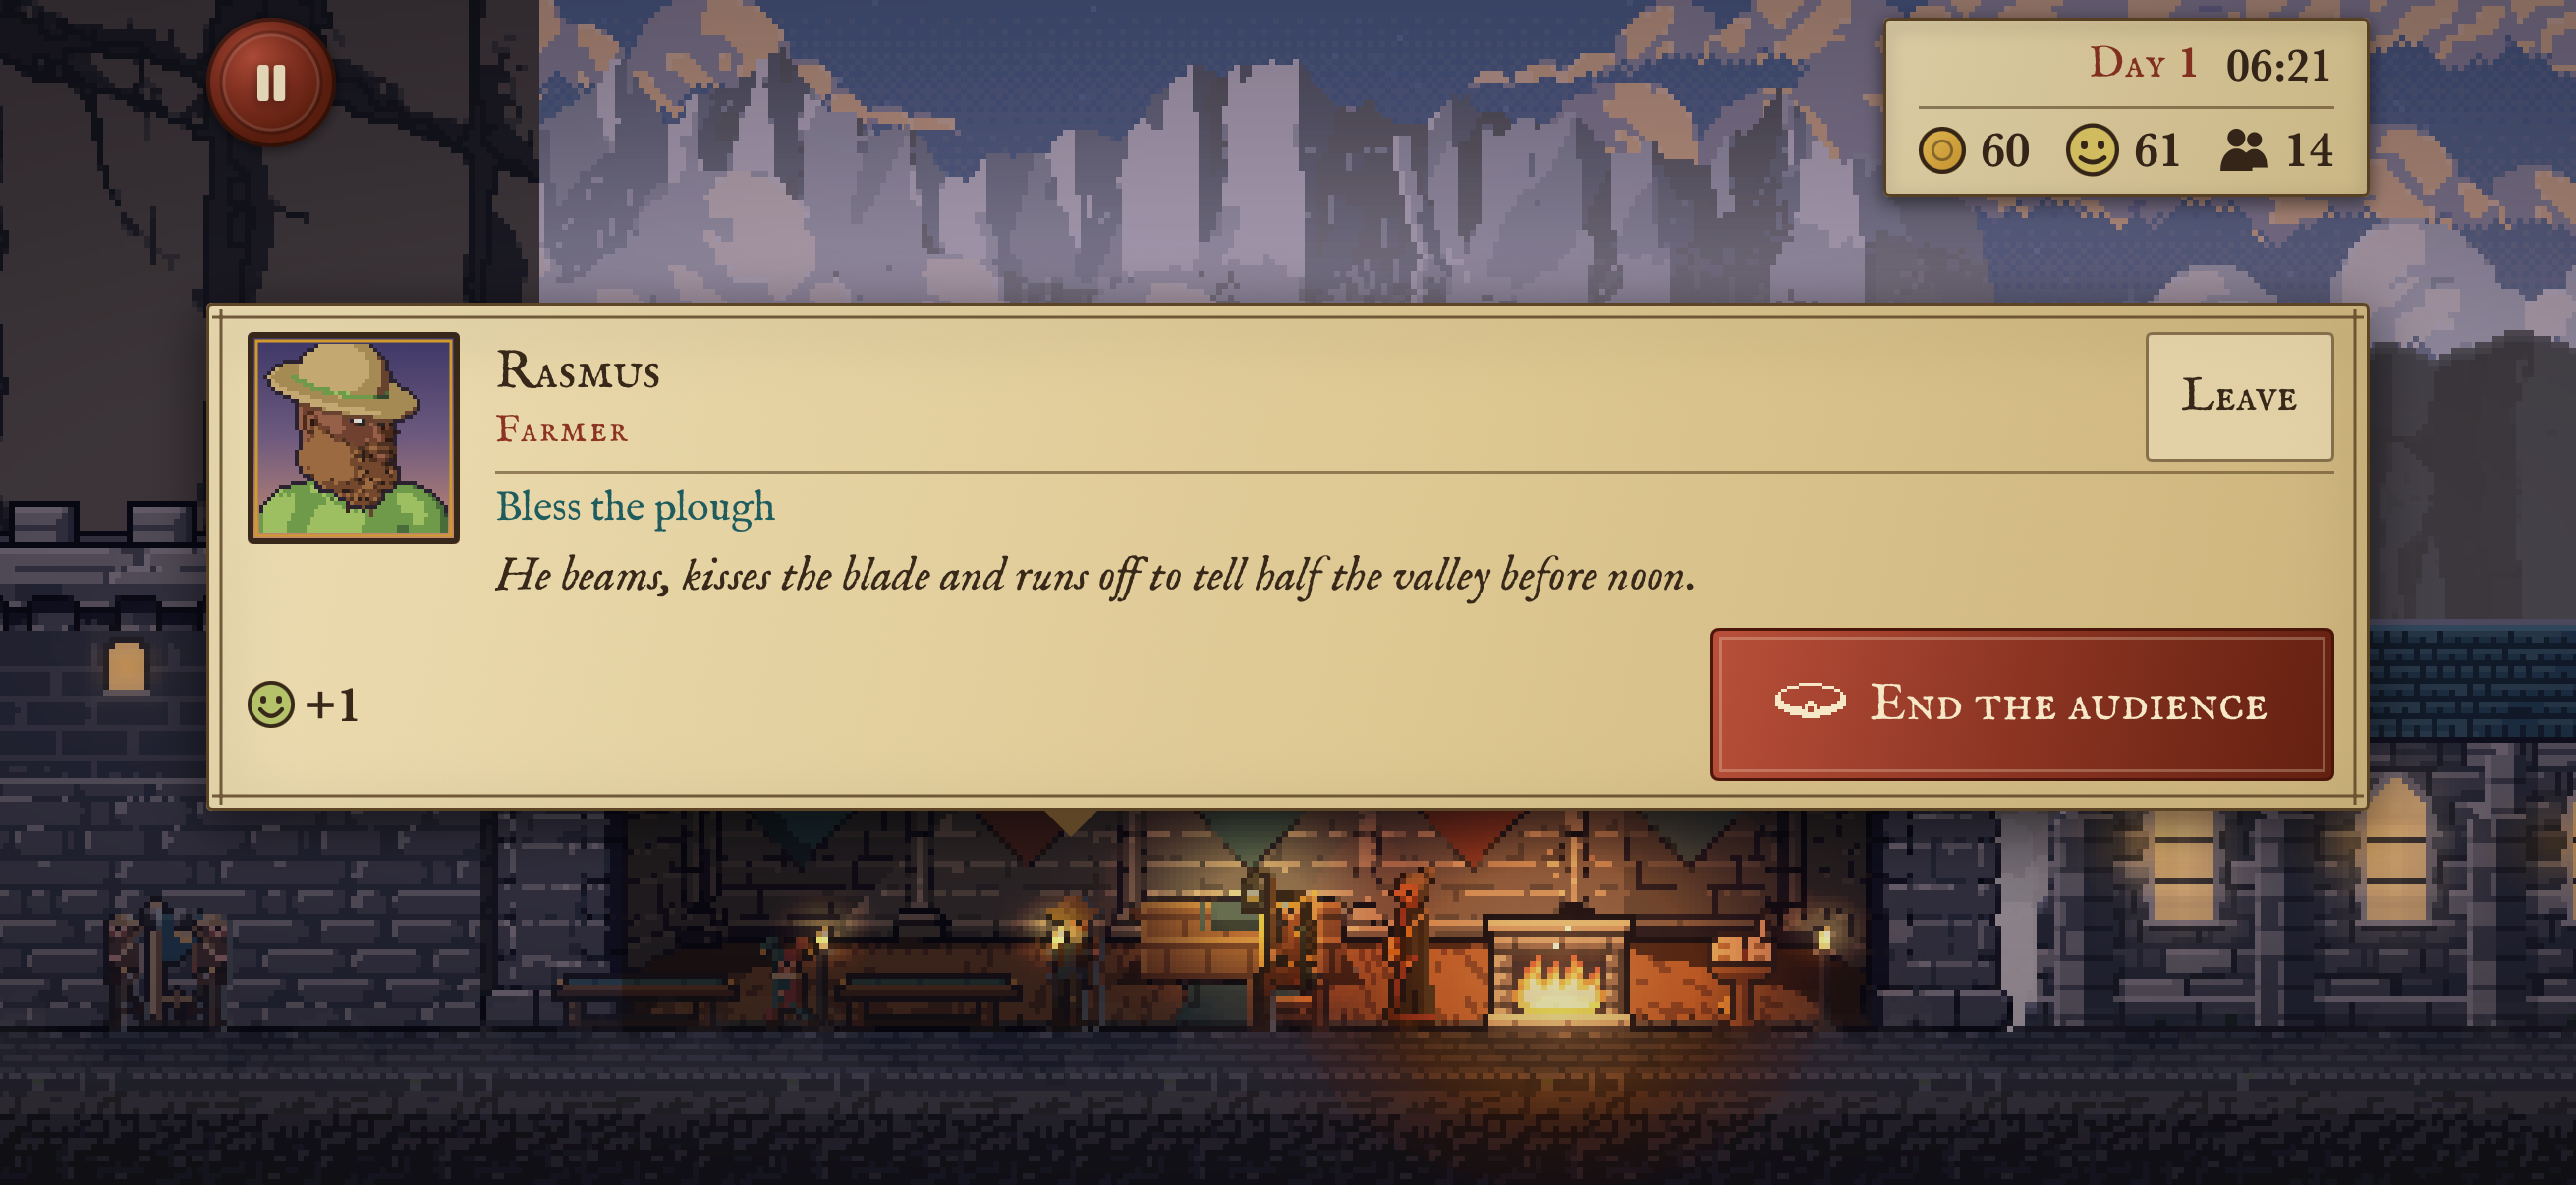 Day 1 06:21
60 61 14
Rasmus
Leave
Farmer
Bless the plough
He beams, kisses the blade and runs off to tell half the valley before noon.
+1
End the audience